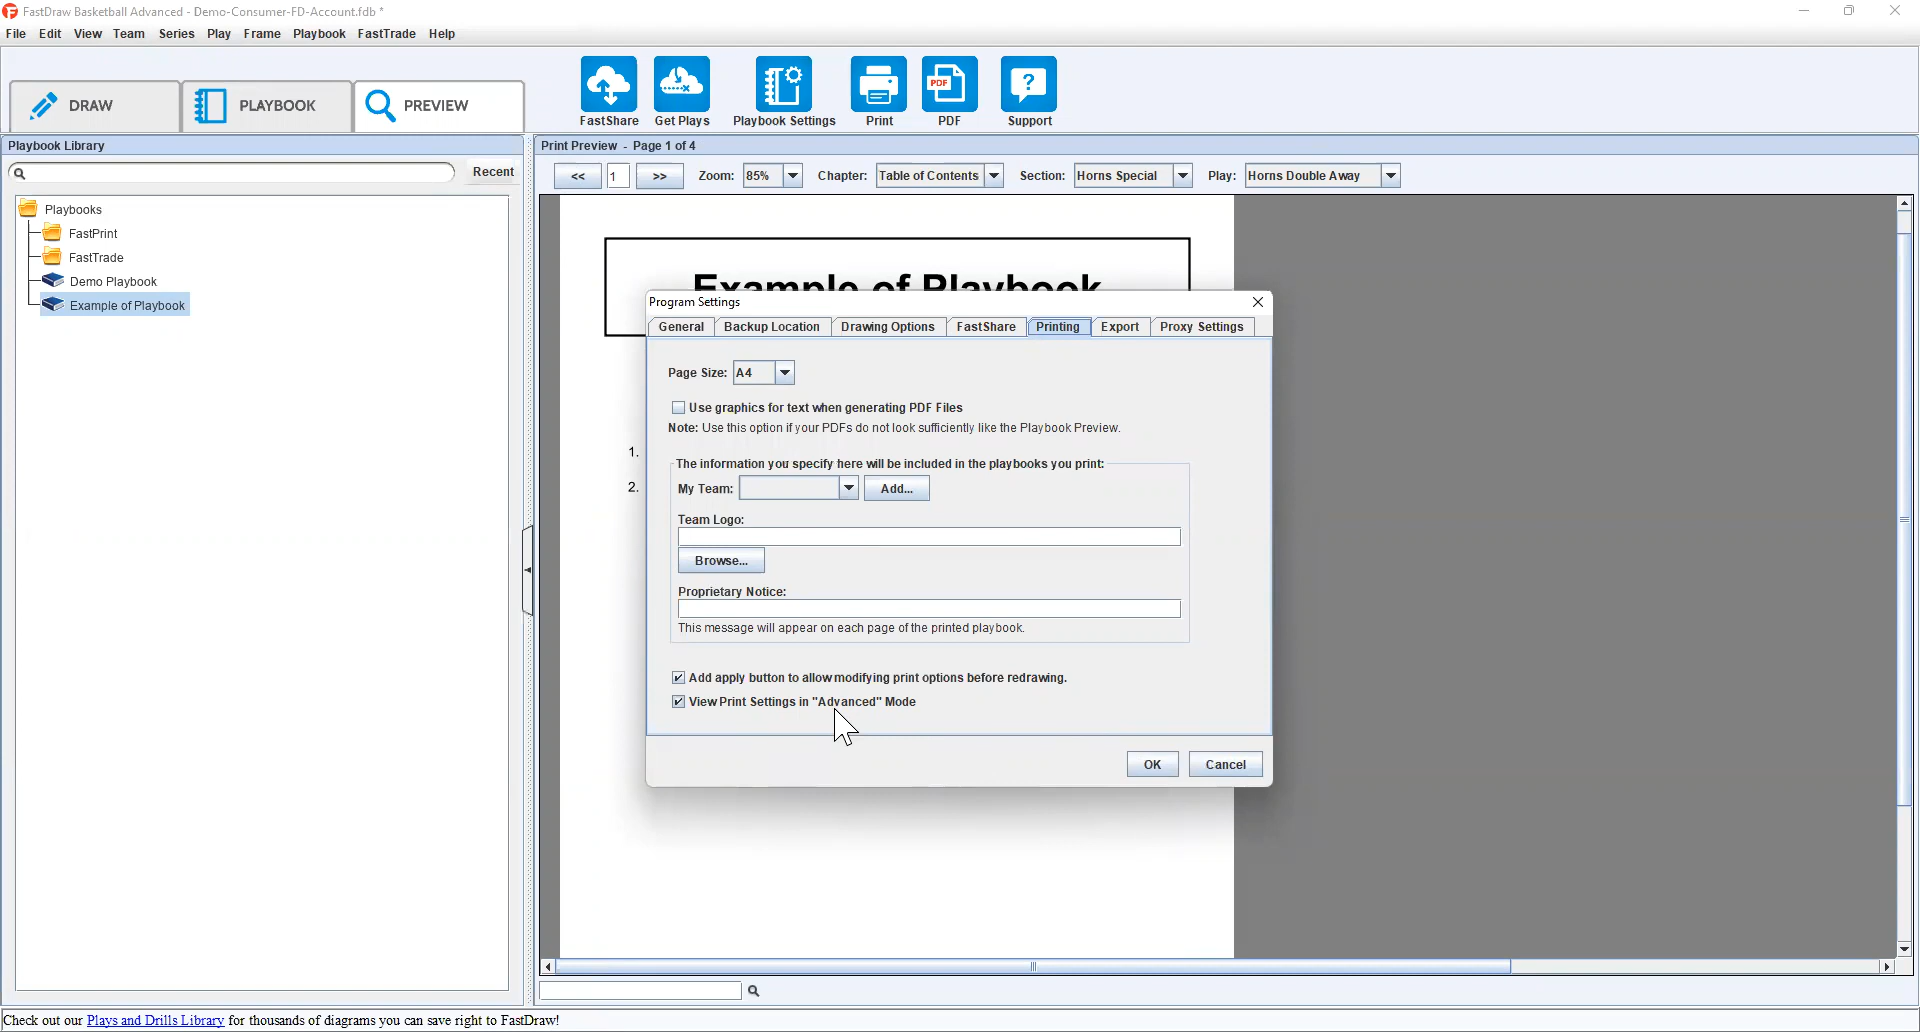 FastDraw Basketball Advanced - Demo-Consumer-FD-Account.fdb *
File Edit View Team Series Play Frame Playbook FastTrade Help
DRAW PLAYBOOK PREVIEW
PDF
?
FastShare Get Plays Playbook Settings Print PDF Support
Playbook Library
Print Preview - Page 1 of 4
Recent
<< 1 >> Zoom: 85% Chapter: Table of Contents Section: Horns Special Play: Horns Double Away
Playbooks
FastPrint
FastTrade
Demo Playbook
Example of Playbook
Example of Playbook
1.
2.
Program Settings
General Backup Location Drawing Options FastShare Printing Export Proxy Settings
Page Size: A4
Use graphics for text when generating PDF Files
Note: Use this option if your PDFs do not look sufficiently like the Playbook Preview.
The information you specify here will be included in the playbooks you print:
My Team: Add...
Team Logo:
Browse...
Proprietary Notice:
This message will appear on each page of the printed playbook.
Add apply button to allow modifying print options before redrawing.
View Print Settings in "Advanced" Mode
OK Cancel
Check out our Plays and Drills Library for thousands of diagrams you can save right to FastDraw!